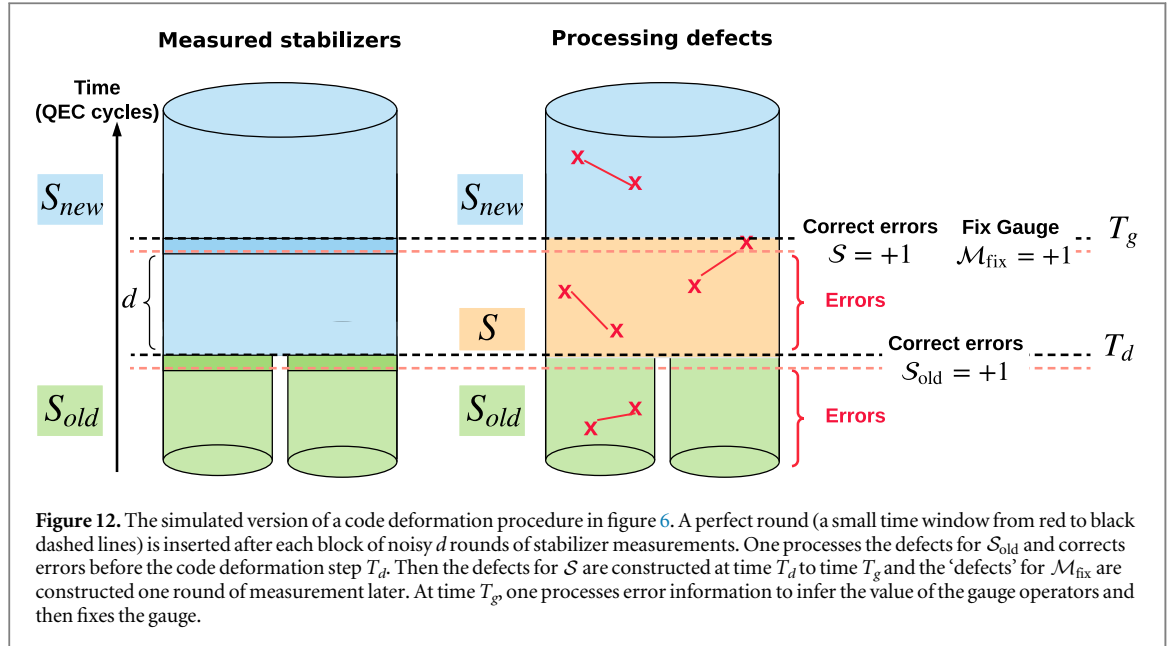 Measured stabilizers
Processing defects
Time
(QEC cycles)
S_new
S_new
Correct errors
Fix Gauge
T_g
𝒮 = +1
ℳ_fix = +1
d
Errors
S
Correct errors
T_d
𝒮_old = +1
S_old
S_old
Errors
x x
x x
x x
x x
Figure 12. The simulated version of a code deformation procedure in figure 6. A perfect round (a small time window from red to black
dashed lines) is inserted after each block of noisy d rounds of stabilizer measurements. One processes the defects for 𝒮_old and corrects
errors before the code deformation step T_d. Then the defects for 𝒮 are constructed at time T_d to time T_g and the ‘defects’ for ℳ_fix are
constructed one round of measurement later. At time T_g, one processes error information to infer the value of the gauge operators and
then fixes the gauge.